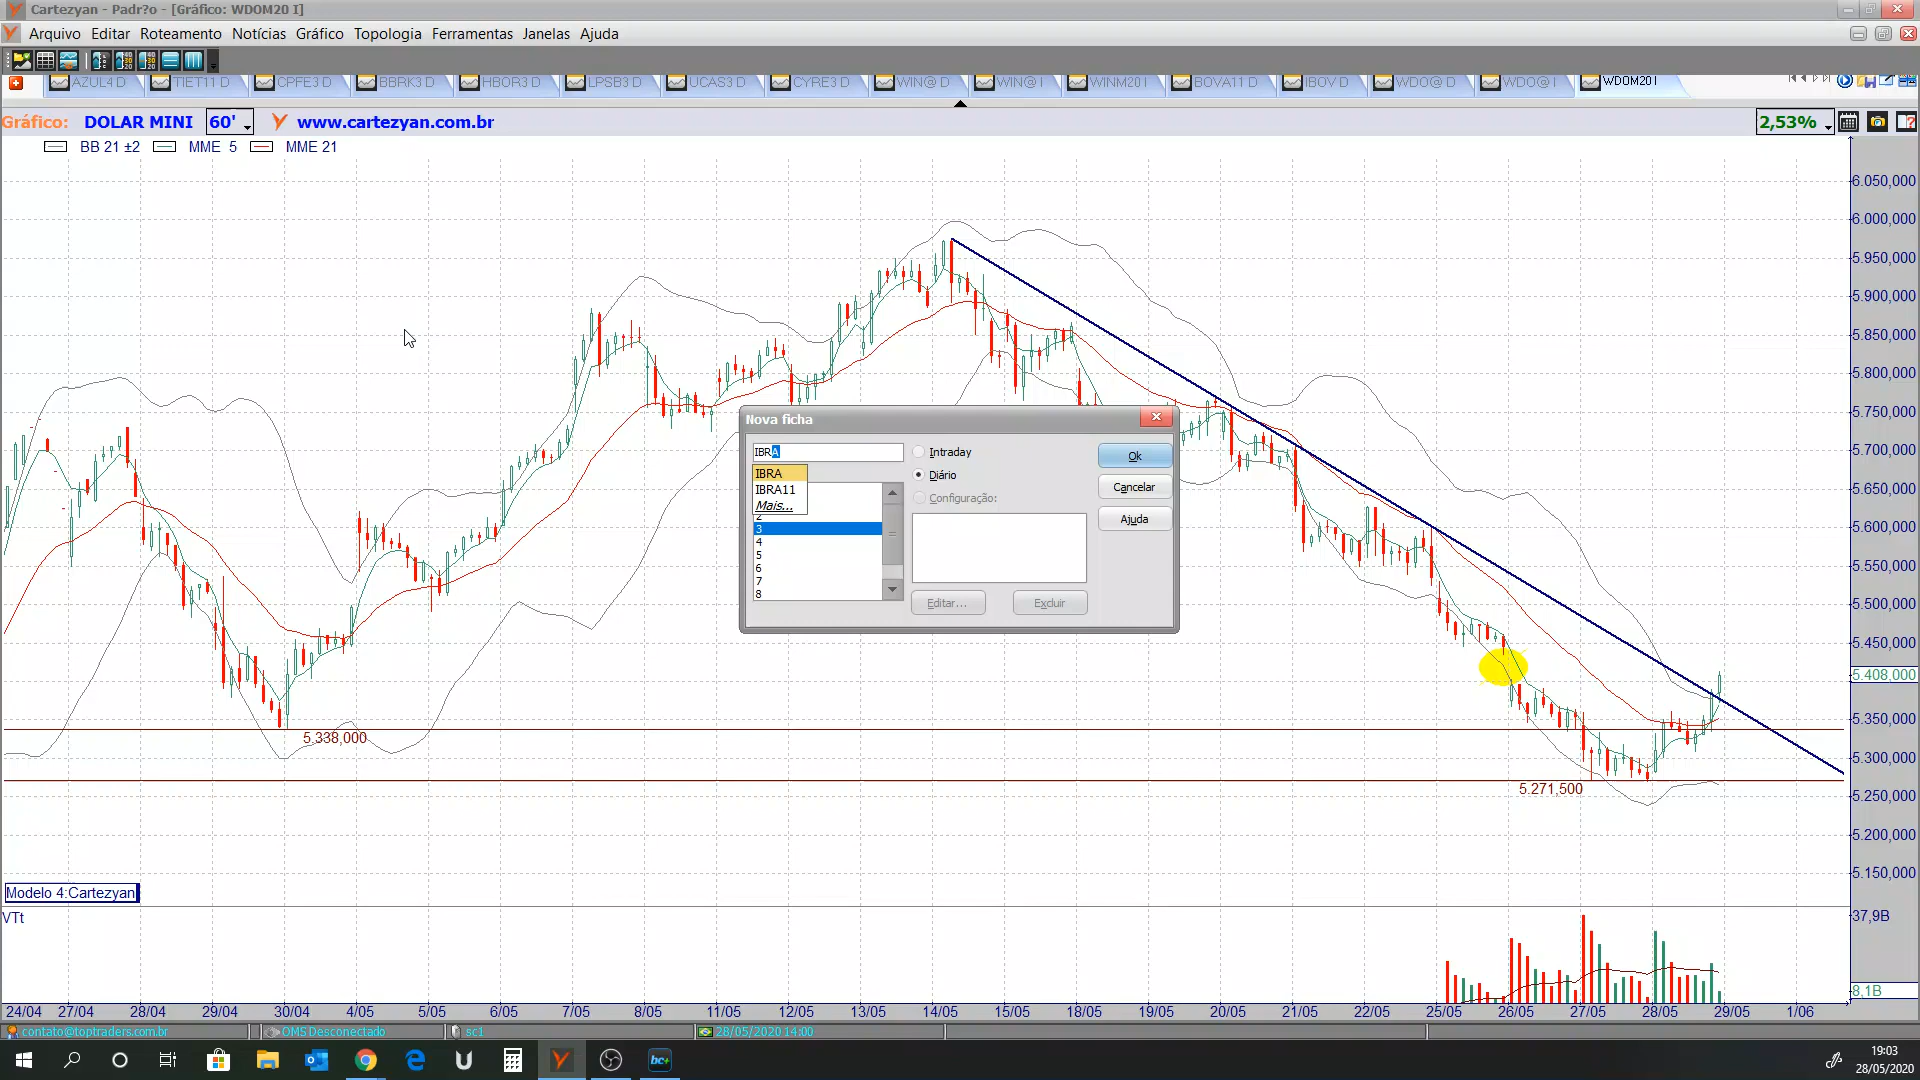 Cartezyan - Padr?o - [Gráfico: WDOM20 I]
Arquivo Editar Roteamento Notícias Gráfico Topologia Ferramentas Janelas Ajuda
AZUL4 D TIET11 D CPFE3 D BBRK3 D HBOR3 D LPSB3 D UCAS3 D CYRE3 D WIN@ D WIN@ I WINM20 I BOVA11 D IBOV D WDO@ D WDO@ I WDOM20 I
Gráfico: DOLAR MINI 60' www.cartezyan.com.br 2,53%
BB 21 ±2 MME 5 MME 21
6.050,000
6.000,000
5.950,000
5.900,000
5.850,000
5.800,000
5.750,000
5.700,000
5.650,000
5.600,000
5.550,000
5.500,000
5.450,000
5.408,000
5.350,000
5.300,000
5.250,000
5.200,000
5.150,000
Nova ficha
IBRA
IBRA
IBRA11
Mais...
2
3
4
5
6
7
8
Intraday
Diário
Configuração:
Editar...
Excluir
Ok
Cancelar
Ajuda
5.338,000
5.271,500
Modelo 4:Cartezyan
VTt
37,9B
8,1B
24/04 27/04 28/04 29/04 30/04 4/05 5/05 6/05 7/05 8/05 11/05 12/05 13/05 14/05 15/05 18/05 19/05 20/05 21/05 22/05 25/05 26/05 27/05 28/05 29/05 1/06
contato@toptraders.com.br OMS Desconectado sc1 28/05/2020 14:00
bc+
19:03
28/05/2020